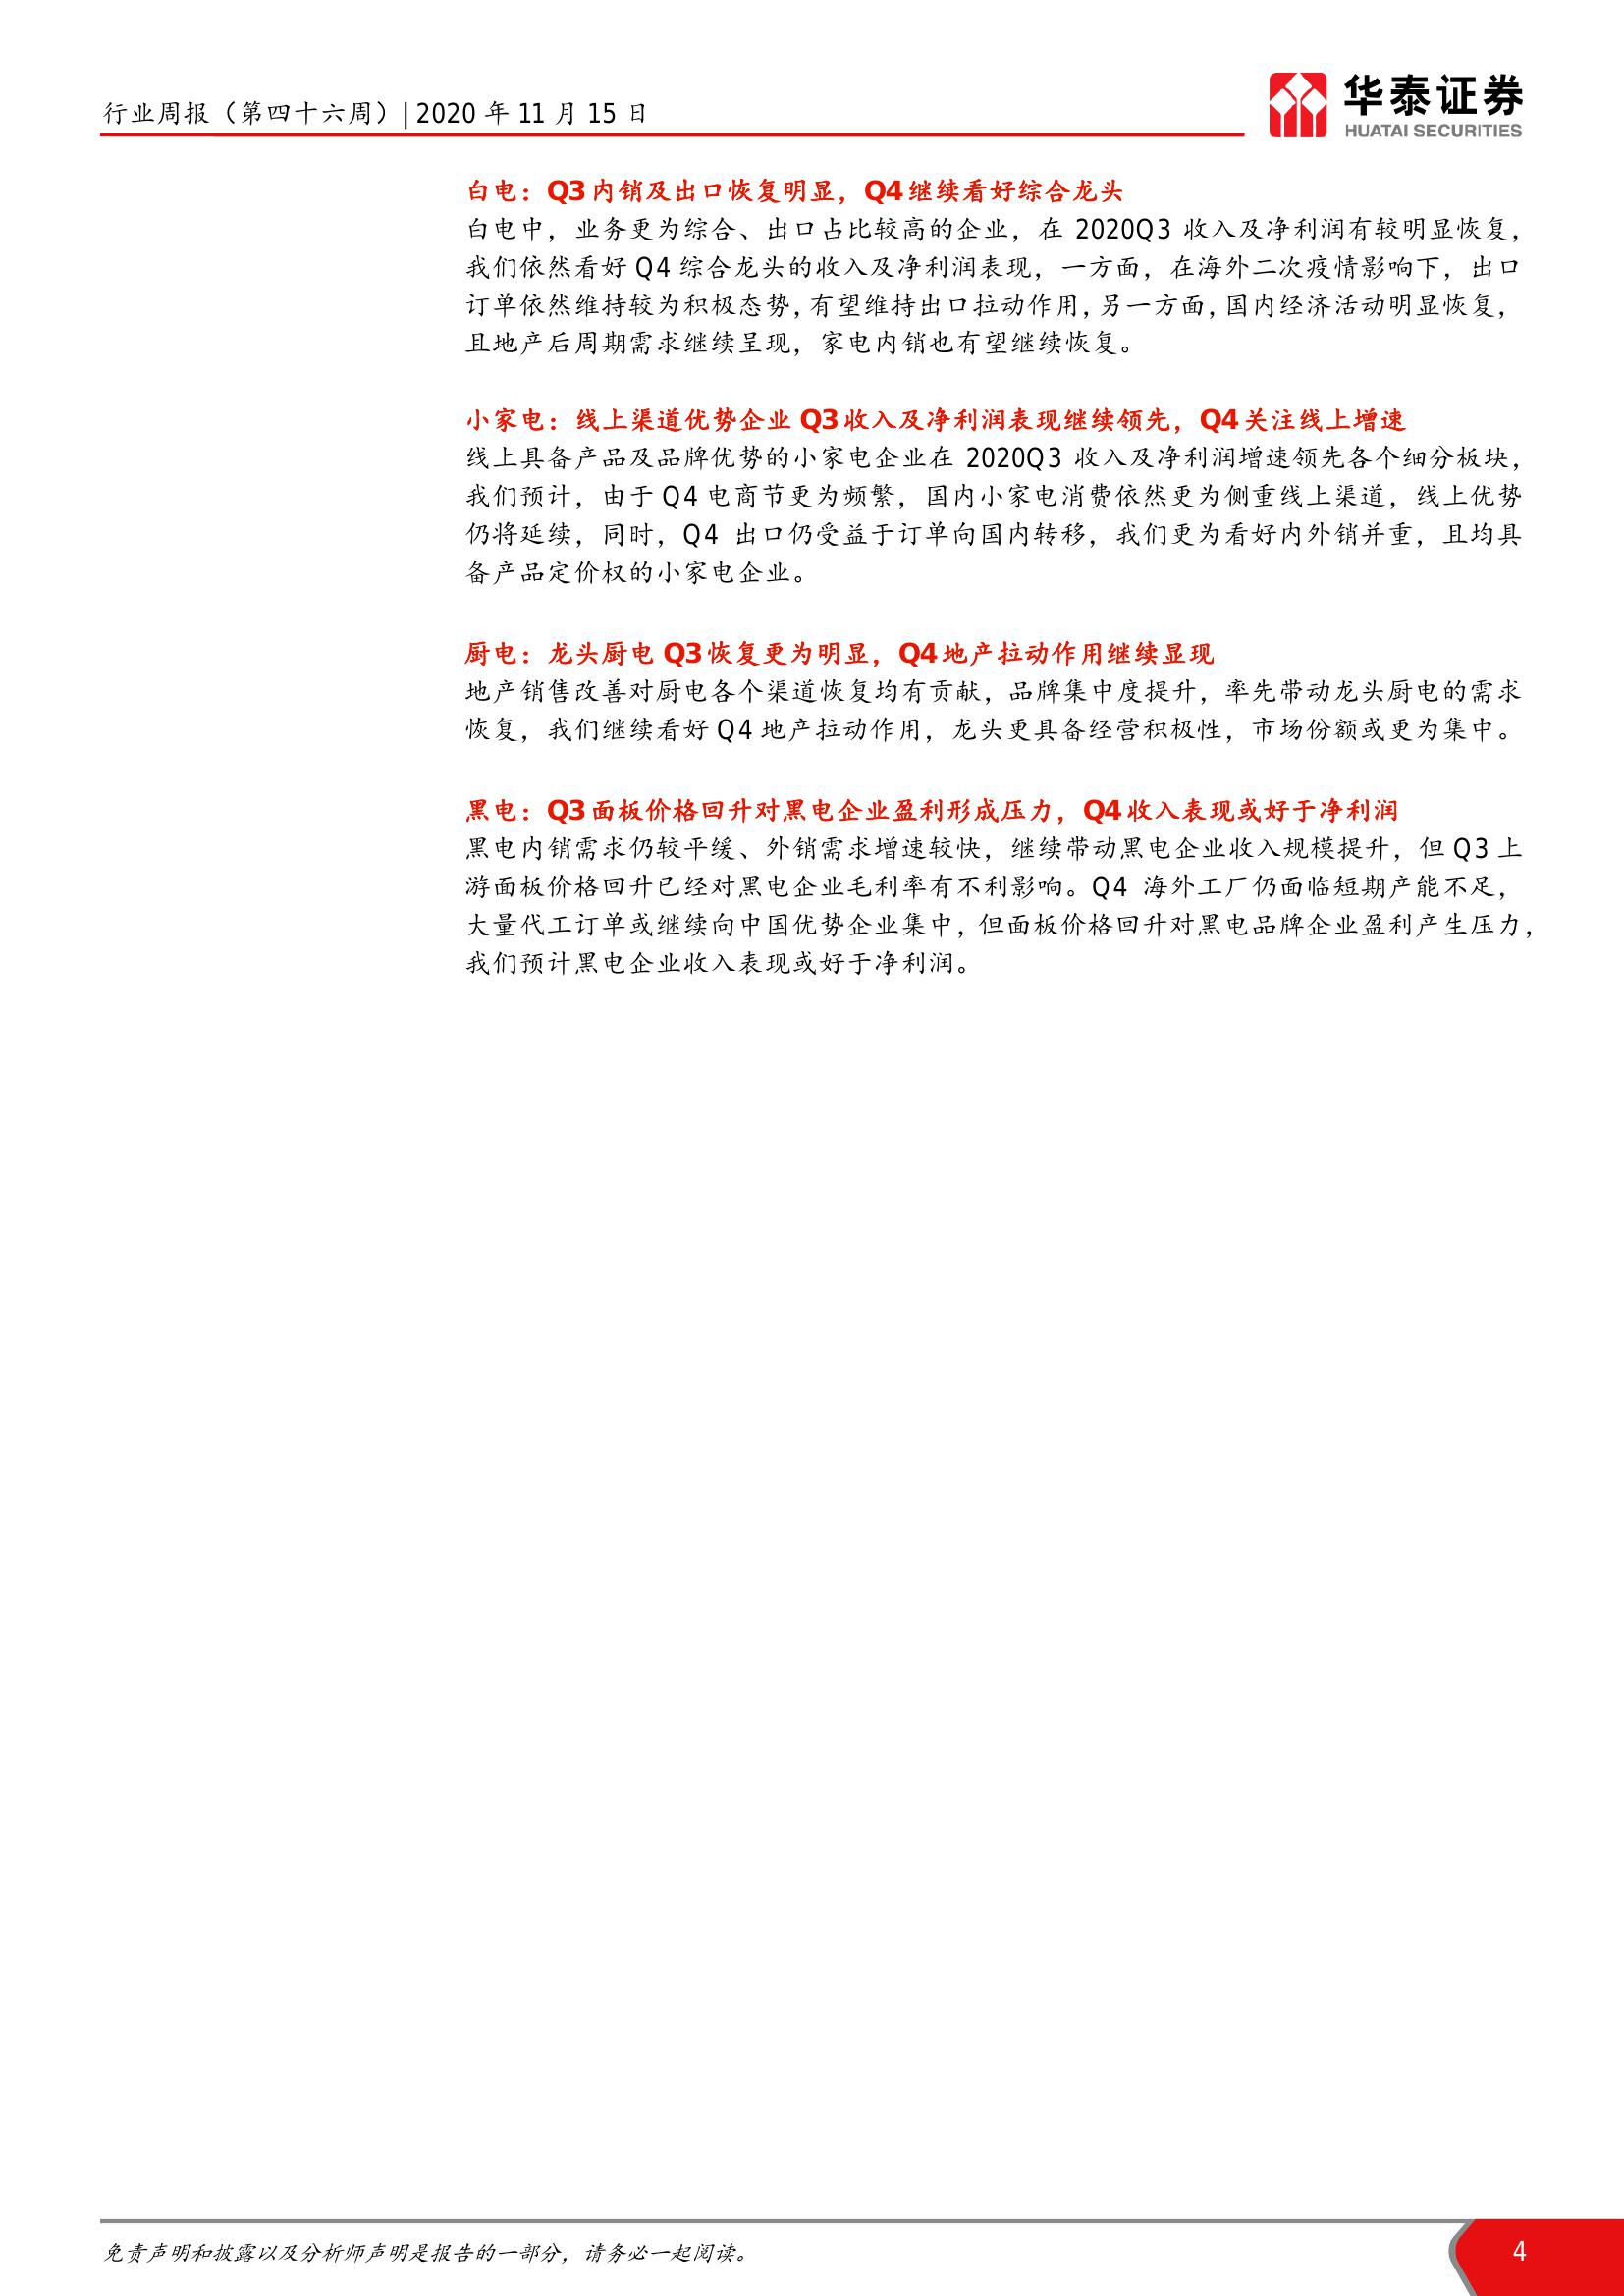 行业周报（第四十六周）| 2020 年 11 月 15 日
华泰证券
HUATAI SECURITIES
白电：Q3 内销及出口恢复明显，Q4 继续看好综合龙头
白电中，业务更为综合、出口占比较高的企业，在 2020Q3 收入及净利润有较明显恢复，
我们依然看好 Q4 综合龙头的收入及净利润表现，一方面，在海外二次疫情影响下，出口
订单依然维持较为积极态势，有望维持出口拉动作用，另一方面，国内经济活动明显恢复，
且地产后周期需求继续呈现，家电内销也有望继续恢复。
小家电：线上渠道优势企业 Q3 收入及净利润表现继续领先，Q4 关注线上增速
线上具备产品及品牌优势的小家电企业在 2020Q3 收入及净利润增速领先各个细分板块，
我们预计，由于 Q4 电商节更为频繁，国内小家电消费依然更为侧重线上渠道，线上优势
仍将延续，同时，Q4 出口仍受益于订单向国内转移，我们更为看好内外销并重，且均具
备产品定价权的小家电企业。
厨电：龙头厨电 Q3 恢复更为明显，Q4 地产拉动作用继续显现
地产销售改善对厨电各个渠道恢复均有贡献，品牌集中度提升，率先带动龙头厨电的需求
恢复，我们继续看好 Q4 地产拉动作用，龙头更具备经营积极性，市场份额或更为集中。
黑电：Q3 面板价格回升对黑电企业盈利形成压力，Q4 收入表现或好于净利润
黑电内销需求仍较平缓、外销需求增速较快，继续带动黑电企业收入规模提升，但 Q3 上
游面板价格回升已经对黑电企业毛利率有不利影响。Q4 海外工厂仍面临短期产能不足，
大量代工订单或继续向中国优势企业集中，但面板价格回升对黑电品牌企业盈利产生压力，
我们预计黑电企业收入表现或好于净利润。
免责声明和披露以及分析师声明是报告的一部分，请务必一起阅读。
4